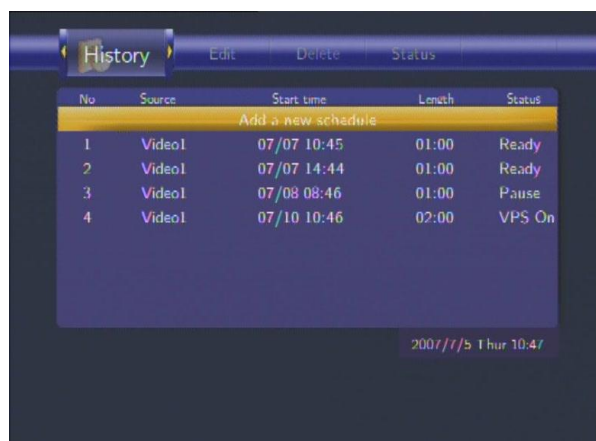 History Edit Delete Status
No Source Start time Length Status
Add a new schedule
1 Video1 07/07 10:45 01:00 Ready
2 Video1 07/07 14:44 01:00 Ready
3 Video1 07/08 08:46 01:00 Pause
4 Video1 07/10 10:46 02:00 VPS On
2007/7/5 Thur 10:47